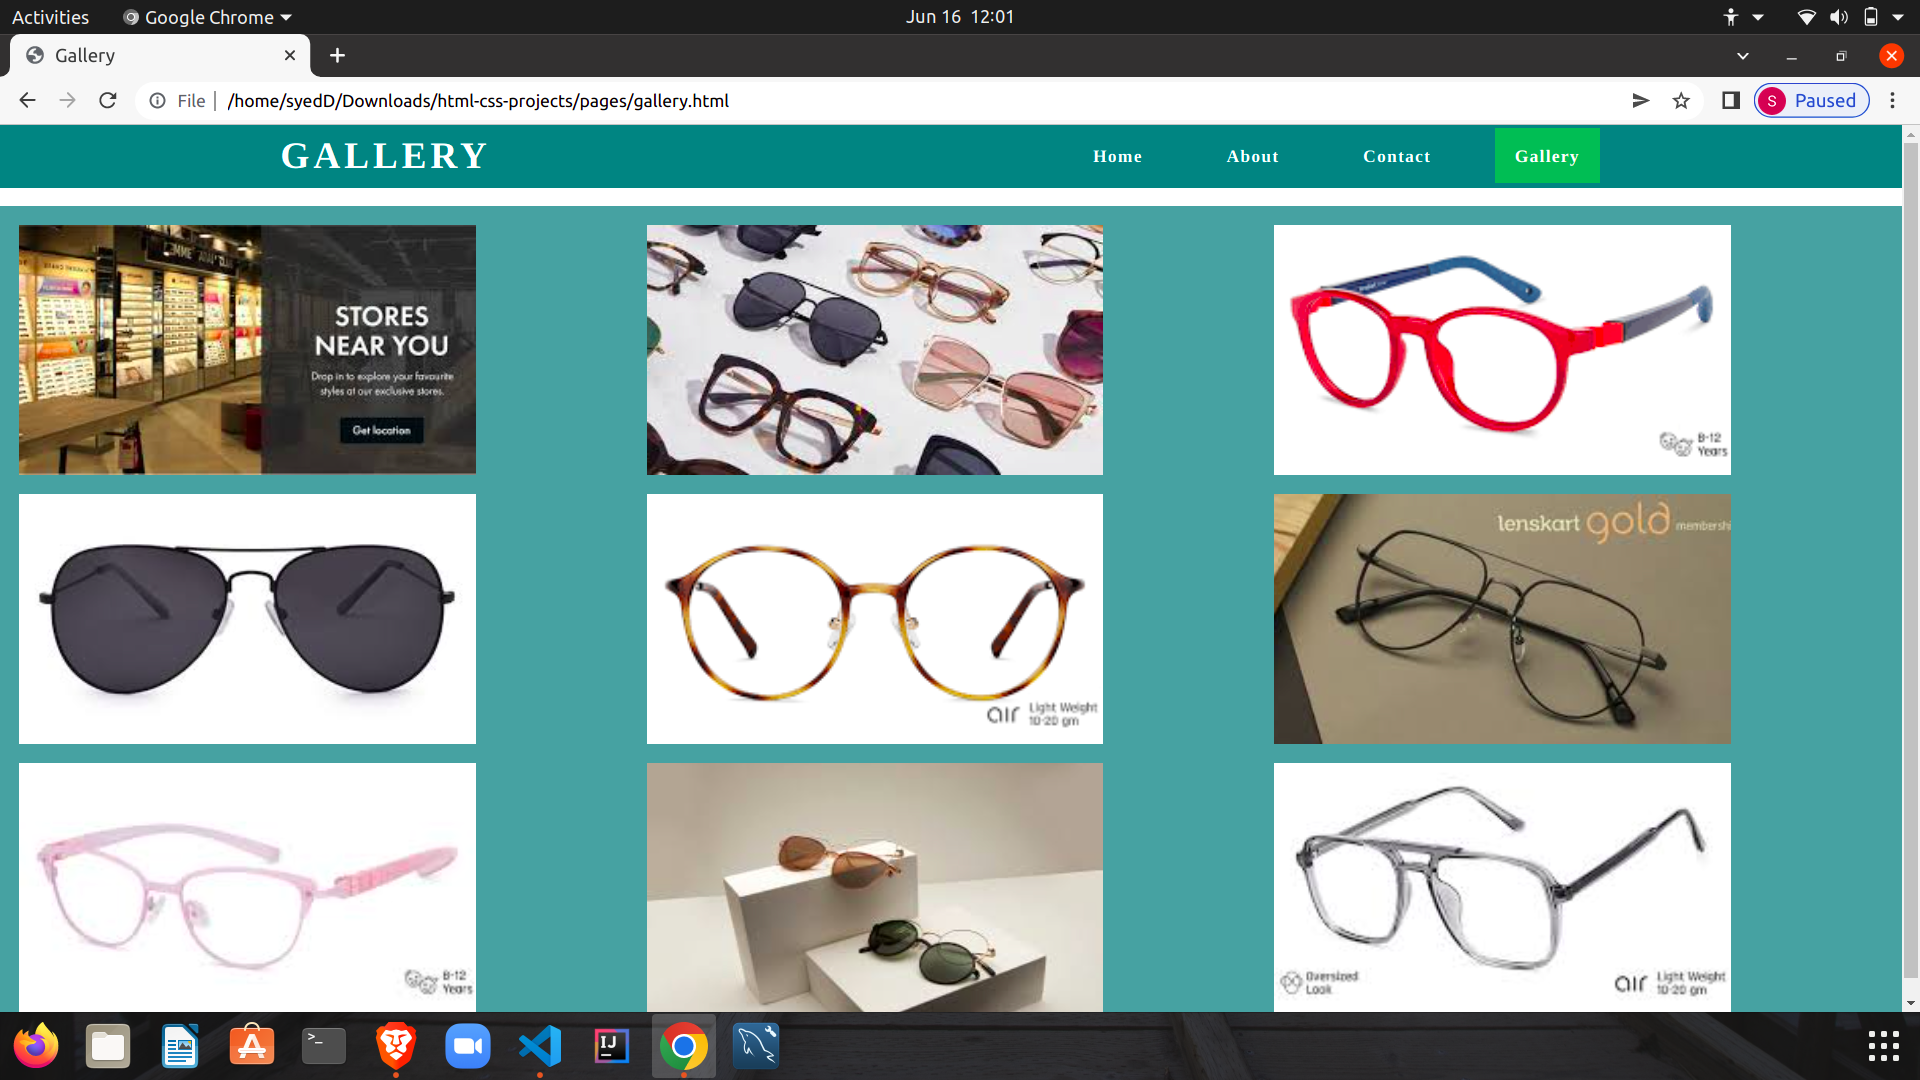 Activities
Google Chrome
Jun 16 12:01
Gallery
File
/home/syedD/Downloads/html-css-projects/pages/gallery.html
S
Paused
GALLERY
Home
About
Contact
Gallery
STORES
NEAR YOU
Drop in to explore your favourite
styles at our exclusive stores.
Get location
8-12
Years
air
Light Weight
10-20 gm
lenskart gold
8-12
Years
Oversized
Look
air
Light Weight
10-20 gm
>_
IJ